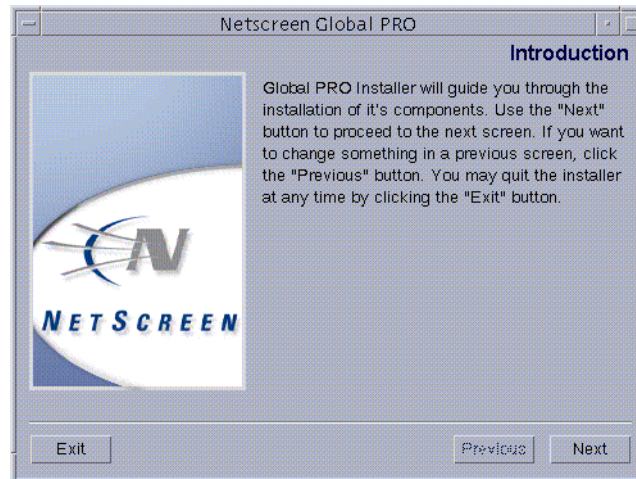 Netscreen Global PRO
Introduction
Global PRO Installer will guide you through the
installation of it's components. Use the "Next"
button to proceed to the next screen. If you want
to change something in a previous screen, click
the "Previous" button. You may quit the installer
at any time by clicking the "Exit" button.
N
NETSCREEN
Exit
Previous
Next